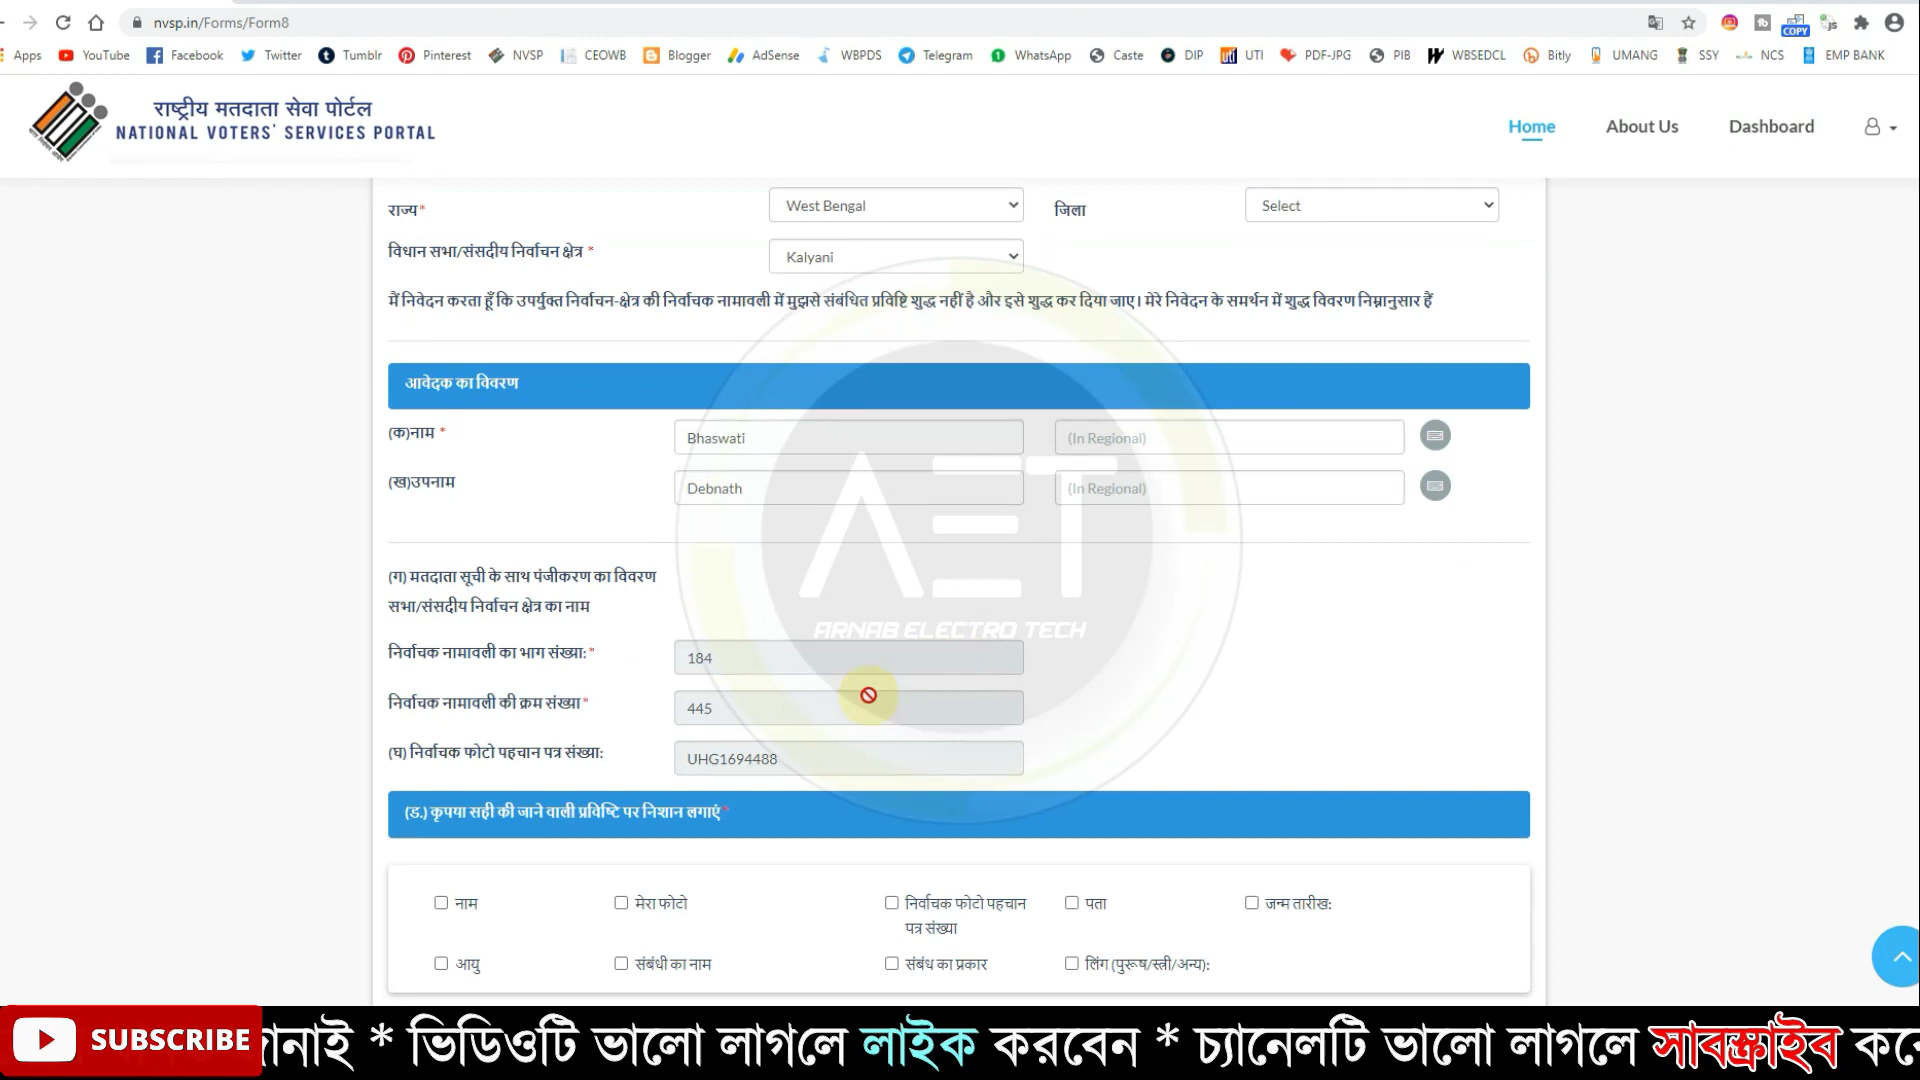 nvsp.in/Forms/Form8
COPY
Apps YouTube Facebook Twitter Tumblr Pinterest NVSP CEOWB Blogger AdSense WBPDS Telegram WhatsApp Caste DIP UTI PDF-JPG PIB WBSEDCL Bitly UMANG SSY NCS EMP BANK
राष्ट्रीय मतदाता सेवा पोर्टल
NATIONAL VOTERS' SERVICES PORTAL
Home About Us Dashboard
राज्य* West Bengal जिला Select
विधान सभा/संसदीय निर्वाचन क्षेत्र * Kalyani
मैं निवेदन करता हूँ कि उपर्युक्त निर्वाचन-क्षेत्र की निर्वाचक नामावली में मुझसे संबंधित प्रविष्टि शुद्ध नहीं है और इसे शुद्ध कर दिया जाए। मेरे निवेदन के समर्थन में शुद्ध विवरण निम्नानुसार हैं
आवेदक का विवरण
(क)नाम * Bhaswati (In Regional)
(ख)उपनाम Debnath (In Regional)
AET
ARNAB ELECTRO TECH
(ग) मतदाता सूची के साथ पंजीकरण का विवरण
सभा/संसदीय निर्वाचन क्षेत्र का नाम
निर्वाचक नामावली का भाग संख्या:* 184
निर्वाचक नामावली की क्रम संख्या* 445
(घ) निर्वाचक फोटो पहचान पत्र संख्या: UHG1694488
(ड.) कृपया सही की जाने वाली प्रविष्टि पर निशान लगाएं*
नाम मेरा फोटो निर्वाचक फोटो पहचान पता जन्म तारीख:
पत्र संख्या
आयु संबंधी का नाम संबंध का प्रकार लिंग (पुरूष/स्त्री/अन्य):
SUBSCRIBE * ভিডিওটি ভালো লাগলে লাইক করবেন * চ্যানেলটি ভালো লাগলে সাবস্ক্রাইব